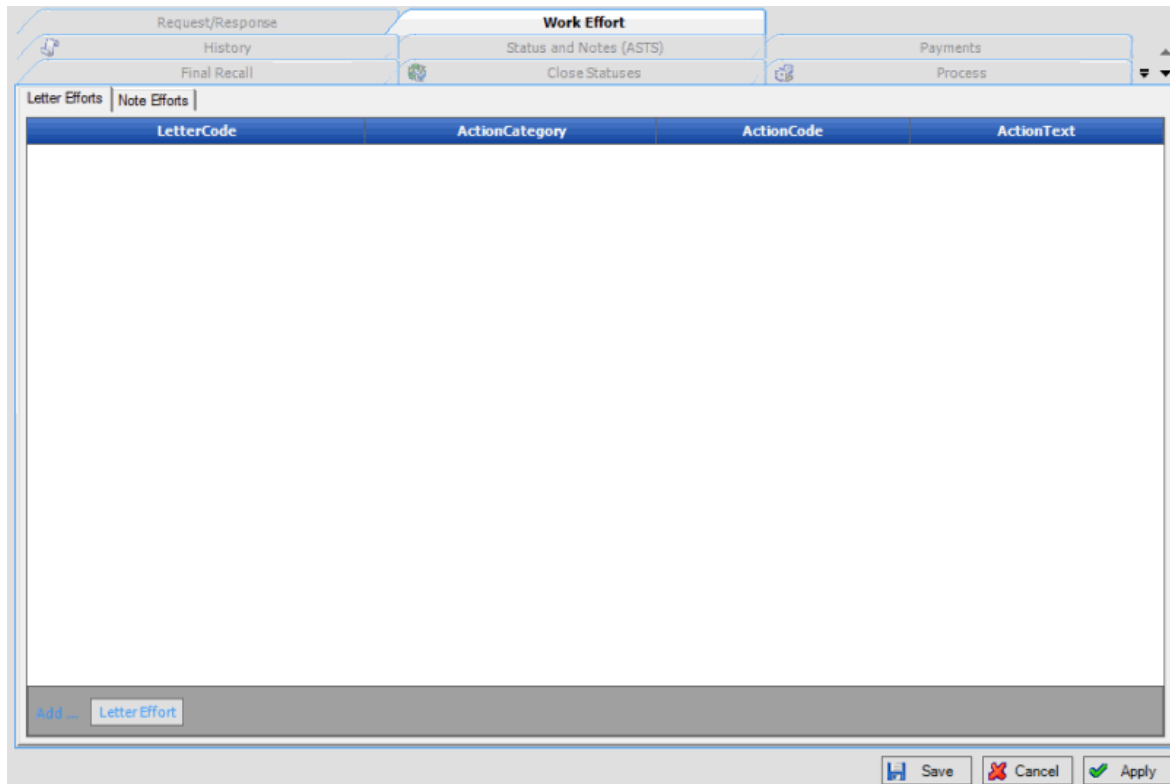 Request/Response Work Effort
History Status and Notes (ASTS) Payments
Final Recall Close Statuses Process
Letter Efforts Note Efforts
LetterCode ActionCategory ActionCode ActionText
Add ... Letter Effort
Save Cancel Apply